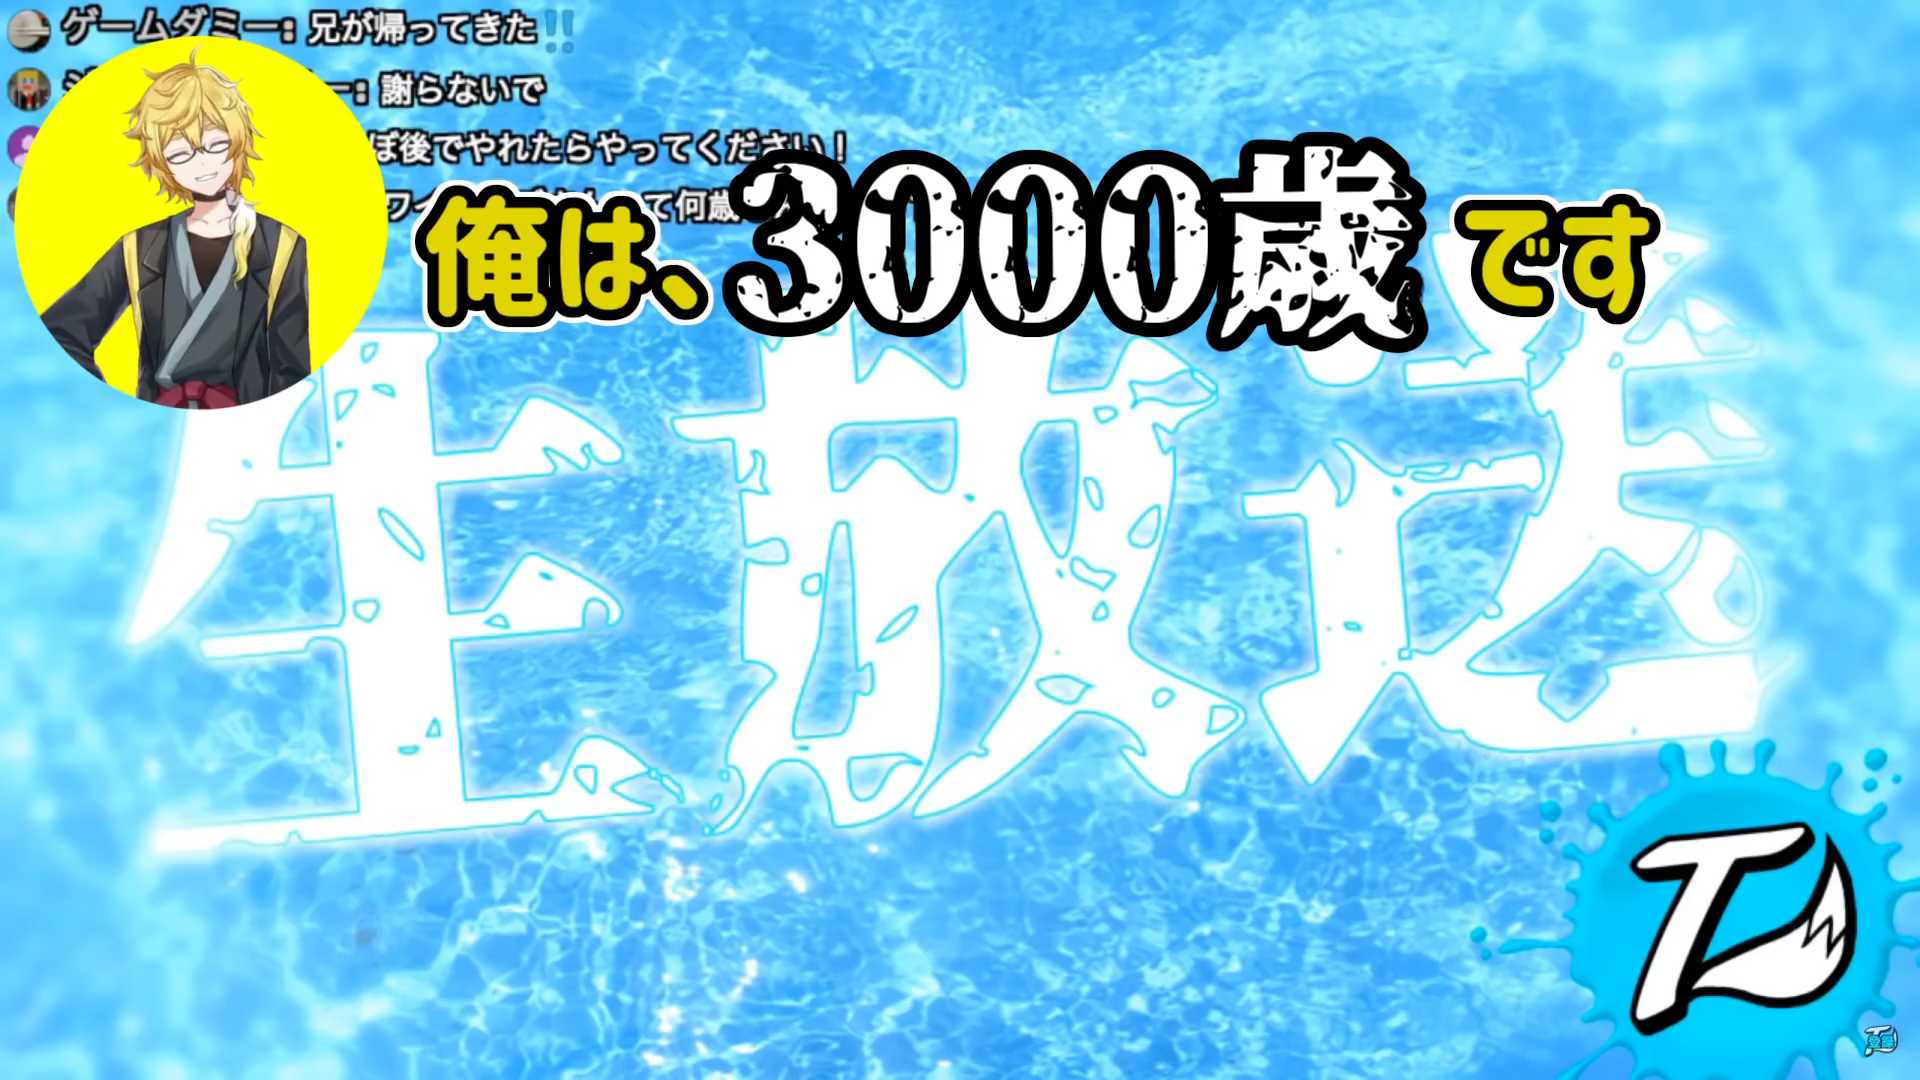 ゲームダミー: 兄が帰ってきた‼
ー: 謝らないで
ぼ後でやれたらやってください!
て何歳
俺は、3000歳です
生放送
T
登録